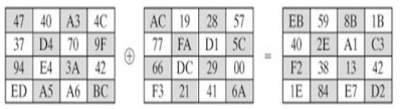 47 40 A3 4C AC 19 28 57 EB 59 8B 1B
37 D4 70 9F ⊕ 77 FA D1 5C = 40 2E A1 C3
94 E4 3A 42 66 DC 29 00 F2 38 13 42
ED A5 A6 BC F3 21 41 6A 1E 84 E7 D2